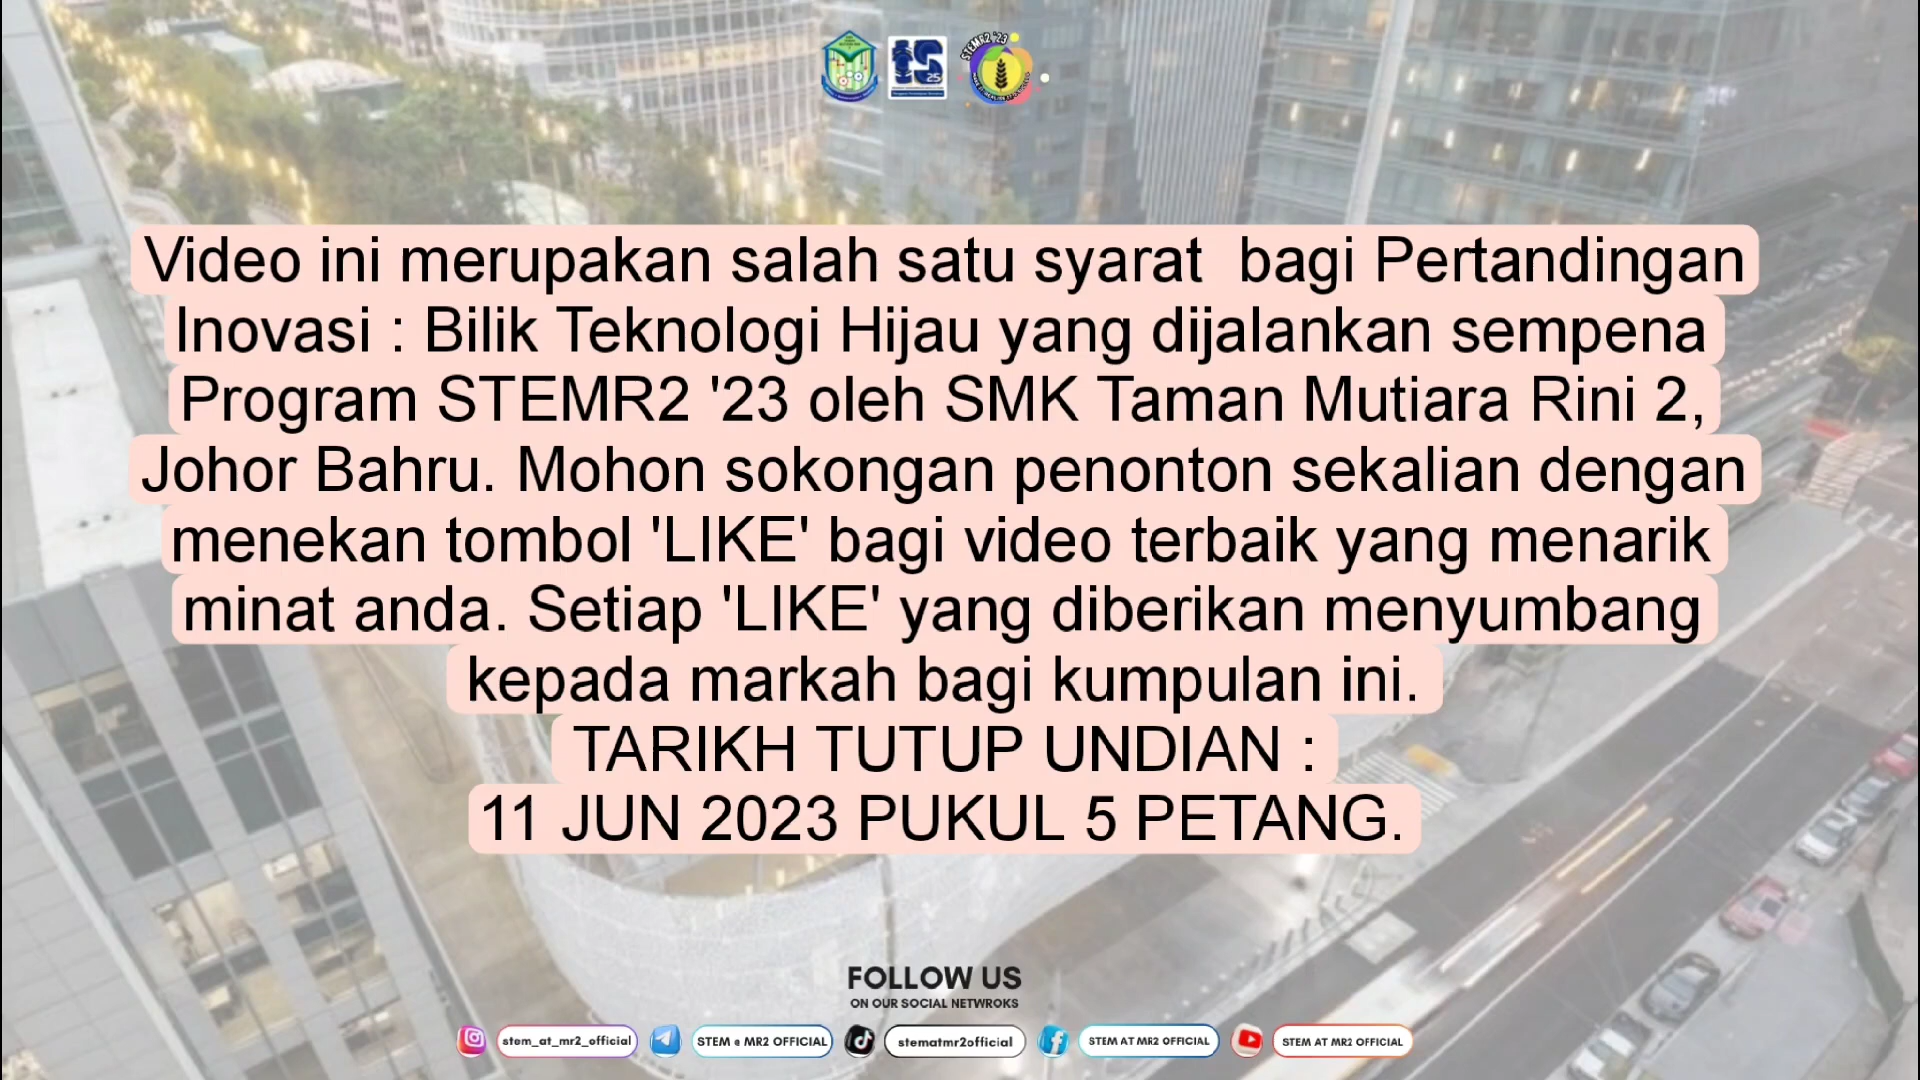 STEMR2 '23
25
Video ini merupakan salah satu syarat bagi Pertandingan
Inovasi : Bilik Teknologi Hijau yang dijalankan sempena
Program STEMR2 '23 oleh SMK Taman Mutiara Rini 2,
Johor Bahru. Mohon sokongan penonton sekalian dengan
menekan tombol 'LIKE' bagi video terbaik yang menarik
minat anda. Setiap 'LIKE' yang diberikan menyumbang
kepada markah bagi kumpulan ini.
TARIKH TUTUP UNDIAN :
11 JUN 2023 PUKUL 5 PETANG.
FOLLOW US
ON OUR SOCIAL NETWROKS
stem_at_mr2_official
STEM @ MR2 OFFICIAL
stematmr2official
STEM AT MR2 OFFICIAL
STEM AT MR2 OFFICIAL